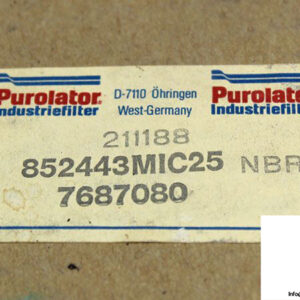 Purolator Industriefilter
D-7110 Öhringen
West-Germany
Purolator Industriefilter
211188
852443MIC25 NBR
7687080